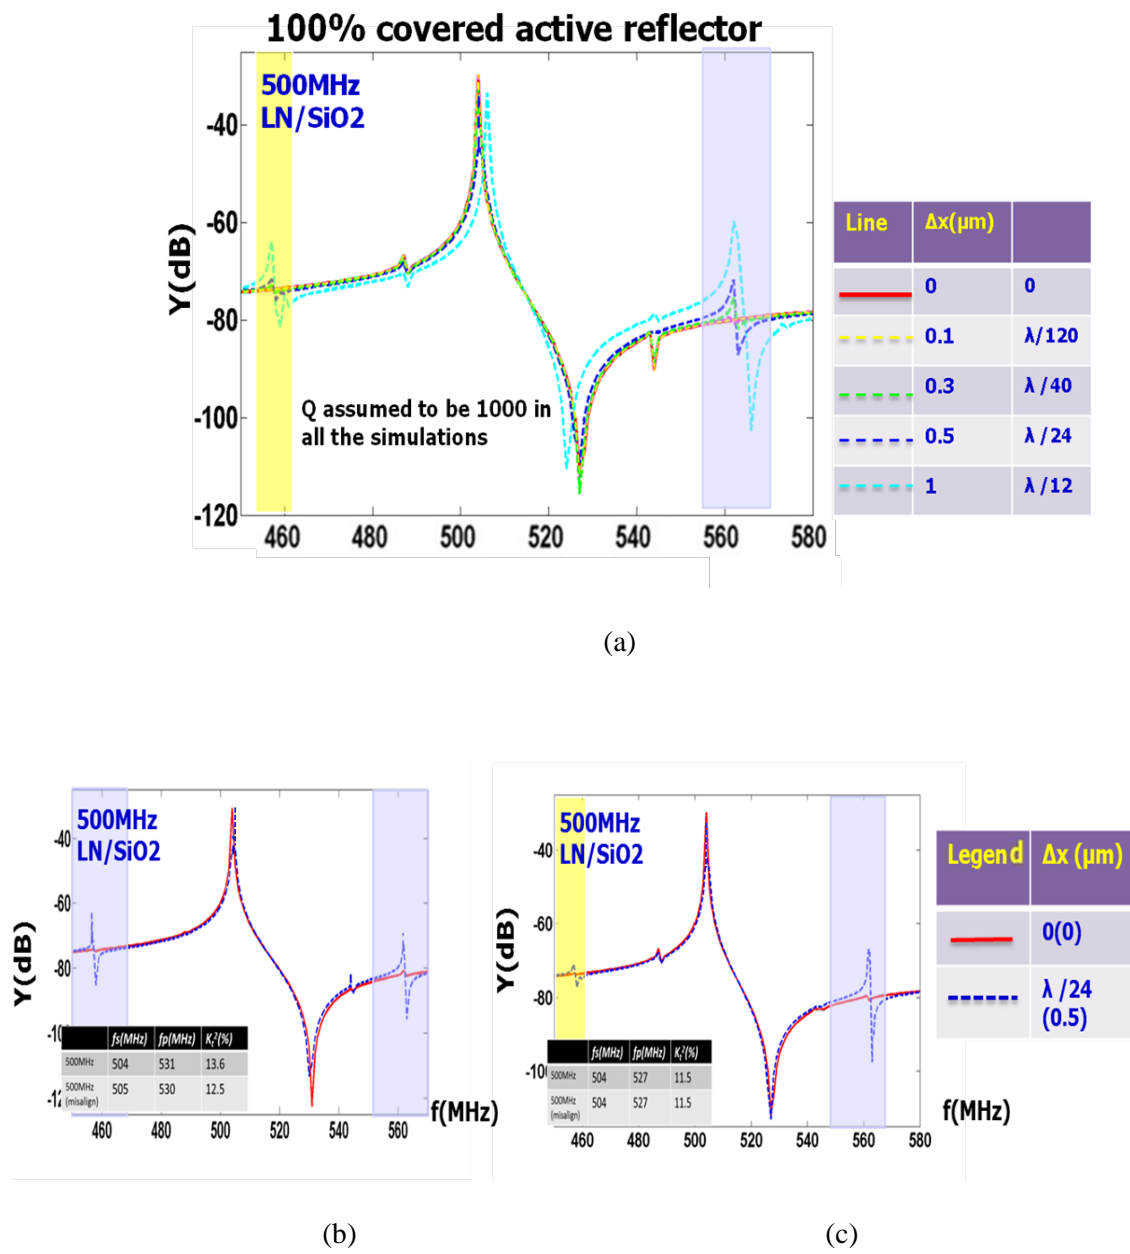 100% covered active reflector
500MHz
LN/SiO2
Y(dB)
-40
-60
-80
-100
-120
Q assumed to be 1000 in
all the simulations
460 480 500 520 540 560 580
Line Δx(μm)
0 0
0.1 λ/120
0.3 λ/40
0.5 λ/24
1 λ/12
(a)
500MHz
LN/SiO2
Y(dB)
-40
-60
-80
fs(MHz) fp(MHz) Kt²(%)
500MHz 504 531 13.6
500MHz 505 530 12.5
(misalign)
460 480 500 520 540 560
f(MHz)
500MHz
LN/SiO2
Y(dB)
-40
-60
-80
fs(MHz) fp(MHz) Kt²(%)
500MHz 504 527 11.5
500MHz 504 527 11.5
(misalign)
460 480 500 520 540 560 580
f(MHz)
Legend Δx (μm)
0(0)
λ/24
(0.5)
(b) (c)